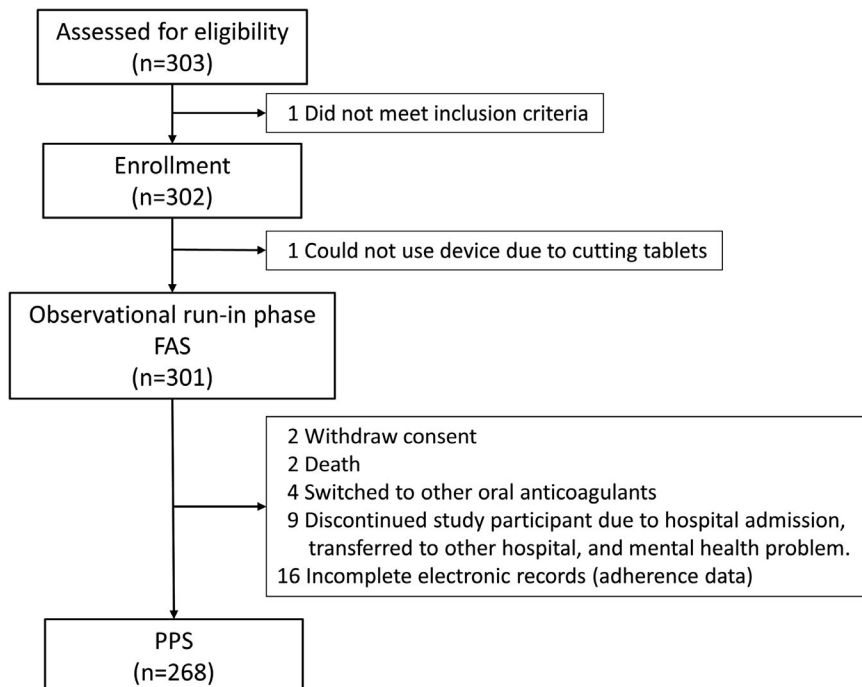 Assessed for eligibility
(n=303)
1 Did not meet inclusion criteria
Enrollment
(n=302)
1 Could not use device due to cutting tablets
Observational run-in phase
FAS
(n=301)
2 Withdraw consent
2 Death
4 Switched to other oral anticoagulants
9 Discontinued study participant due to hospital admission,
transferred to other hospital, and mental health problem.
16 Incomplete electronic records (adherence data)
PPS
(n=268)